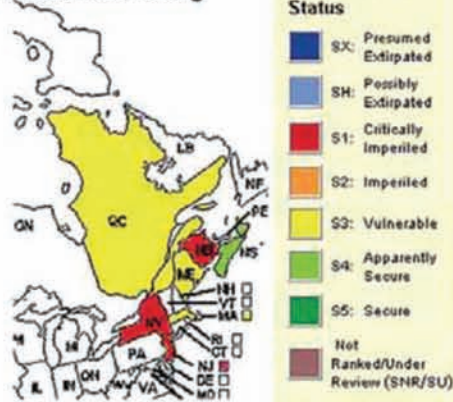 Status
SX: Presumed
Extirpated
SH: Possibly
Extirpated
S1: Critically
Imperiled
S2: Imperiled
S3: Vulnerable
S4: Apparently
Secure
S5: Secure
Not
Ranked/Under
Review (SNR/SU)
LB
NF
QC
ON
PE
NB
NS
ME
NH
VT
MA
NY
RI
CT
PA
NJ
DE
MD
MI
OH
IN
IL
WV
VA